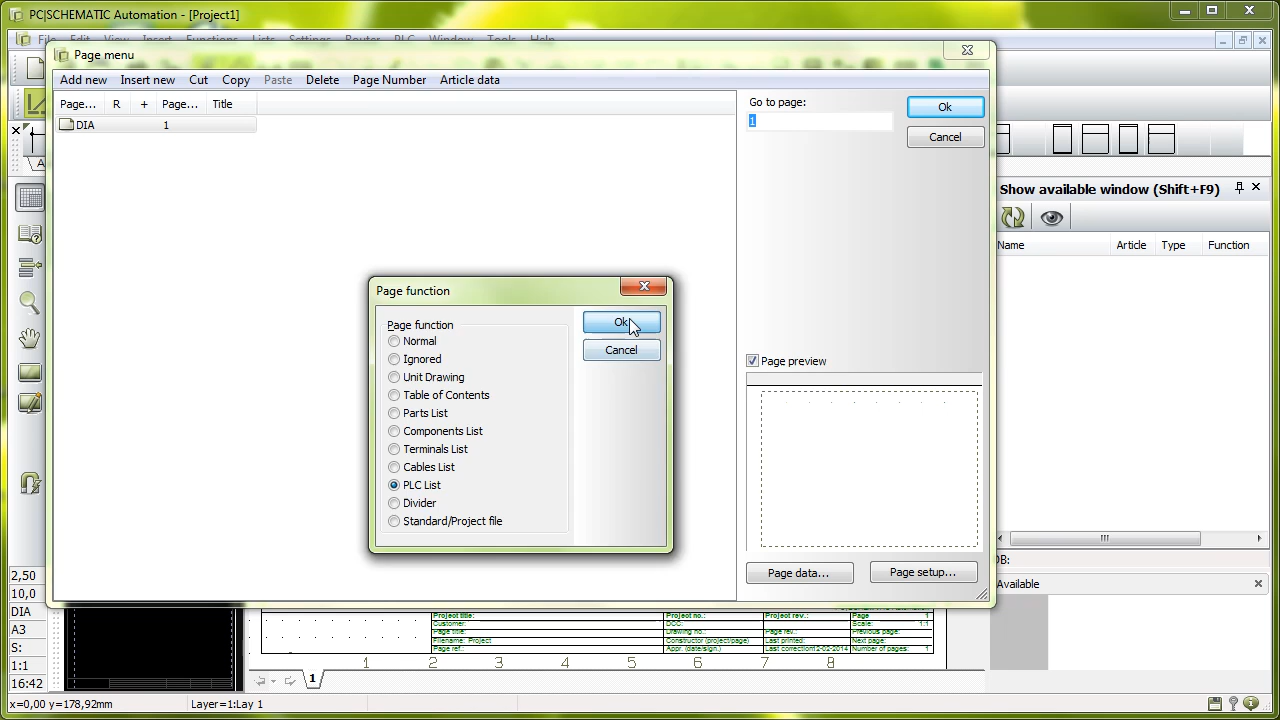 PC|SCHEMATIC Automation - [Project1]
File Edit View Insert Functions Lists Settings Router PLC Window Tools Help
Page menu
Add new Insert new Cut Copy Paste Delete Page Number Article data
Page... R + Page... Title
DIA 1
Go to page:
1
Ok
Cancel
Show available window (Shift+F9)
Name Article Type Function
Page function
Page function
Normal
Ignored
Unit Drawing
Table of Contents
Parts List
Components List
Terminals List
Cables List
PLC List
Divider
Standard/Project file
Ok
Cancel
Page preview
Page data...
Page setup...
DB:
Available
2,50
10,0
DIA
A3
S:
1:1
16:42
Project title: Project no.: Project rev.: Page 1
Customer: DCC: Scale: 1:1
Page title: Drawing no.: Page rev.: Previous page:
Filename: Project Constructor (project/page) Last printed: Next page:
Page ref.: Appr. (date/sign.) Last correction12-02-2014 Number of pages: 1
1 2 3 4 5 6 7 8
1
x=0,00 y=178,92mm Layer=1:Lay 1